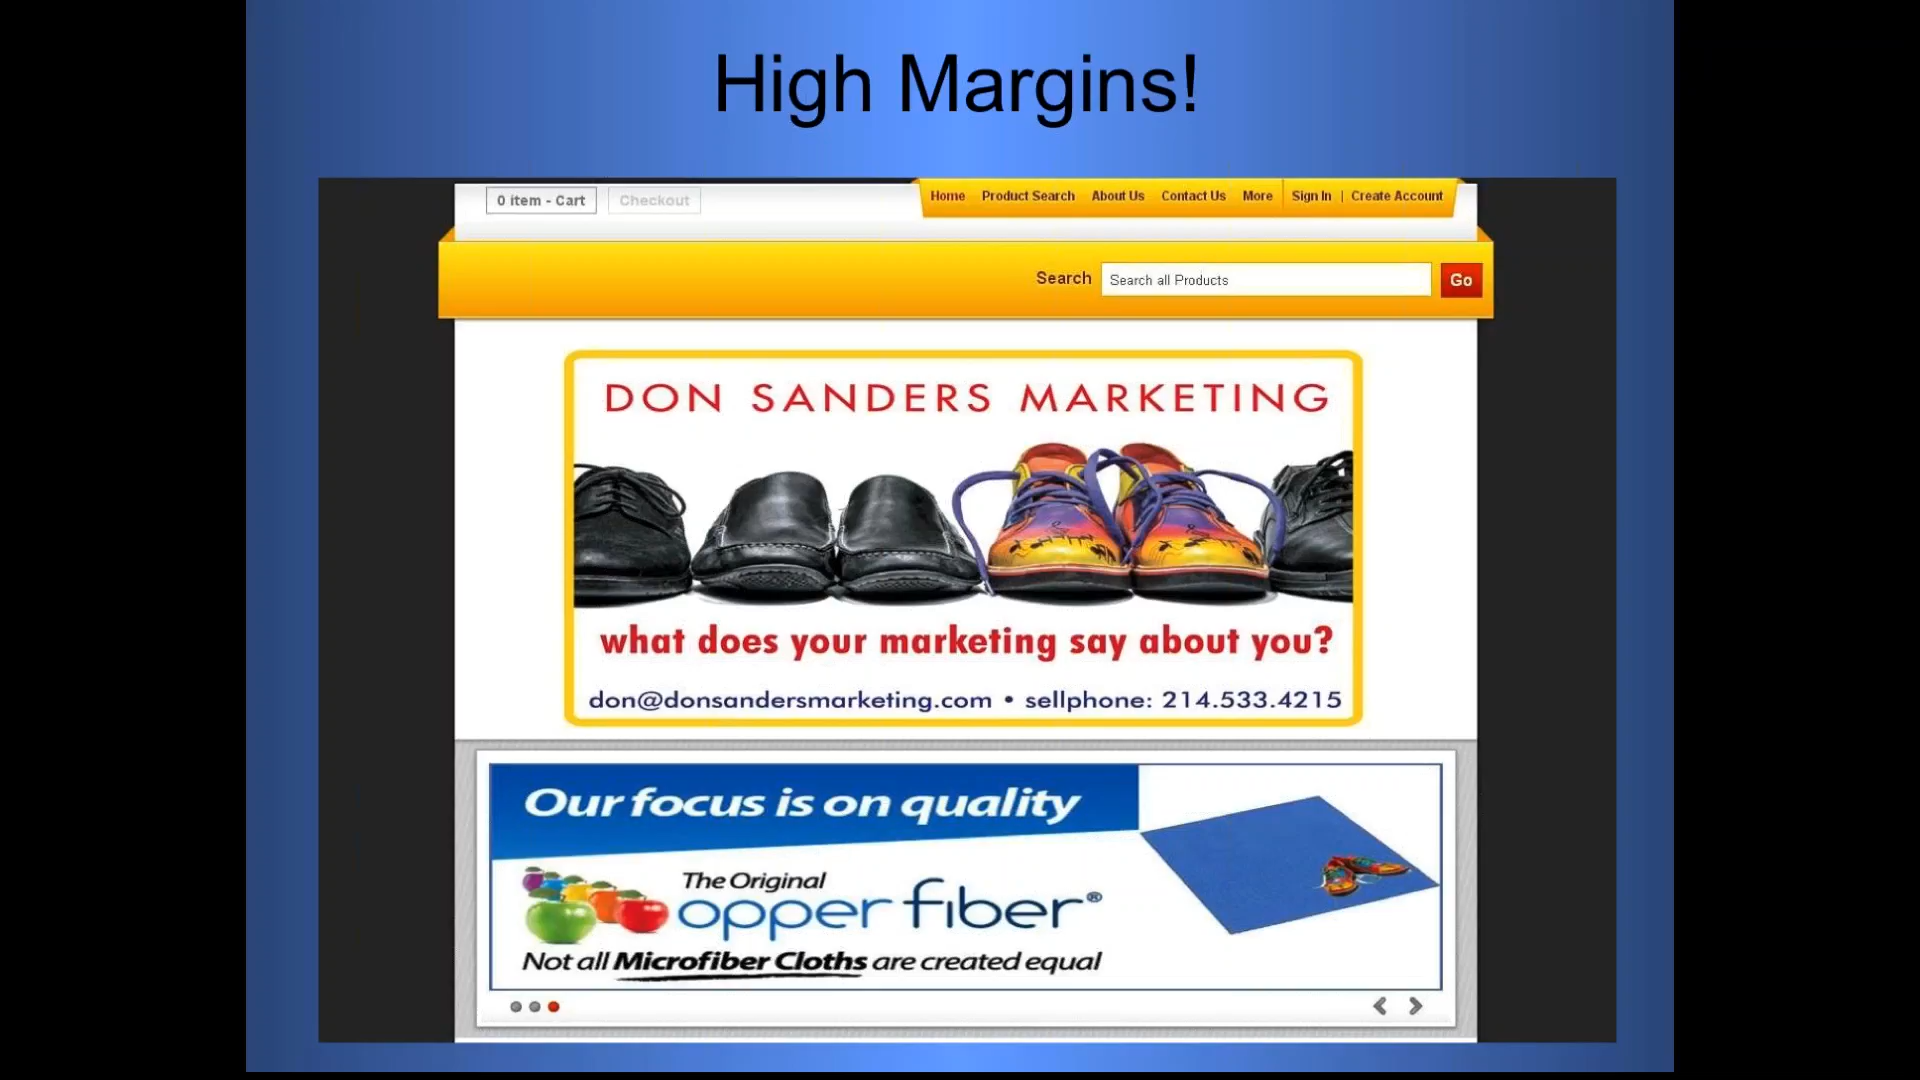 High Margins!
0 item - Cart
Checkout
Home Product Search About Us Contact Us More Sign In | Create Account
Search Search all Products Go
DON SANDERS MARKETING
what does your marketing say about you?
don@donsandersmarketing.com • sellphone: 214.533.4215
Our focus is on quality
The Original
opper fiber®
Not all Microfiber Cloths are created equal